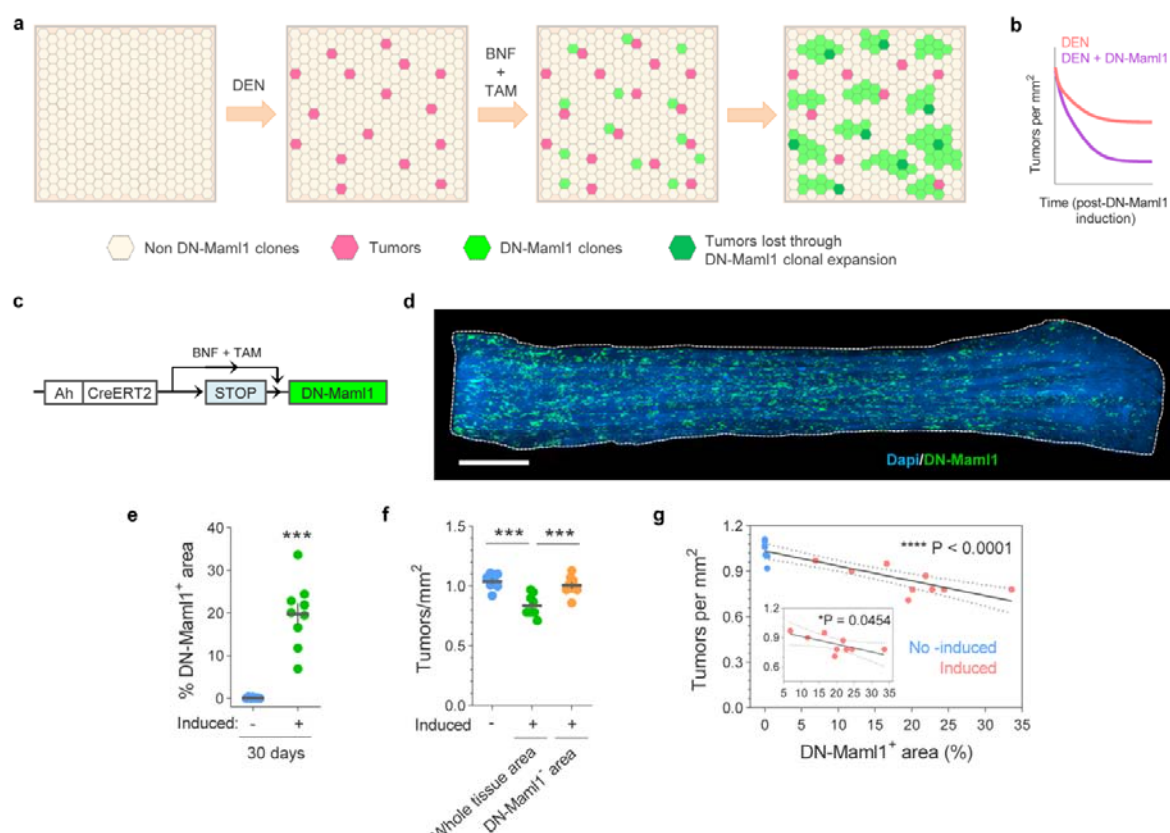 a
DEN
BNF
+
TAM
Non DN-Maml1 clones
Tumors
DN-Maml1 clones
Tumors lost through
DN-Maml1 clonal expansion
b
DEN
DEN + DN-Maml1
Tumors per mm²
Time (post-DN-Maml1
induction)
c
BNF + TAM
Ah
CreERT2
STOP
DN-Maml1
d
Dapi/DN-Maml1
e
% DN-Maml1⁺ area
40
30
20
10
0
***
Induced: - +
30 days
f
Tumors/mm²
1.5
1.0
0.5
0.0
*** ***
Induced - + +
Whole tissue area
DN-Maml1⁻ area
g
Tumors per mm²
1.2
0.9
0.6
0.3
0.0
**** P < 0.0001
No -induced
Induced
*P = 0.0454
1.2
0.9
0.6
5 10 15 20 25 30 35
0 5 10 15 20 25 30 35
DN-Maml1⁺ area (%)